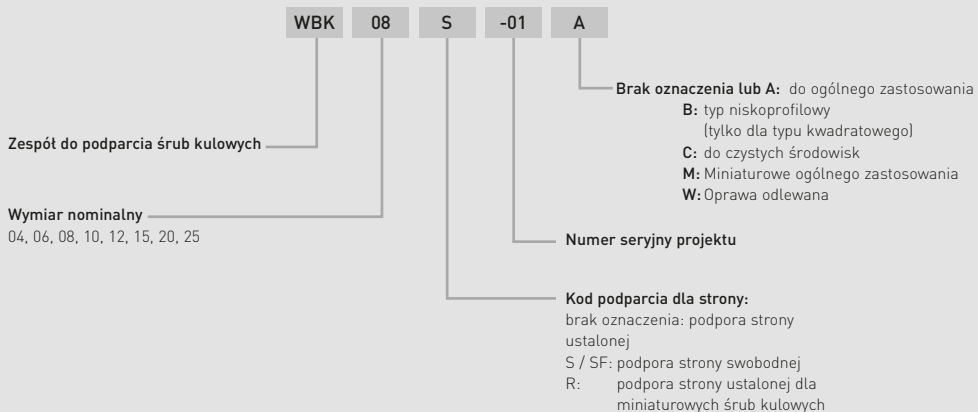 WBK 08 S -01 A
Brak oznaczenia lub A: do ogólnego zastosowania
B: typ niskoprofilowy
(tylko dla typu kwadratowego)
C: do czystych środowisk
M: Miniaturowe ogólnego zastosowania
W: Oprawa odlewana
Zespół do podparcia śrub kulowych
Wymiar nominalny
04, 06, 08, 10, 12, 15, 20, 25
Numer seryjny projektu
Kod podparcia dla strony:
brak oznaczenia: podpora strony
ustalonej
S / SF: podpora strony swobodnej
R: podpora strony ustalonej dla
miniaturowych śrub kulowych